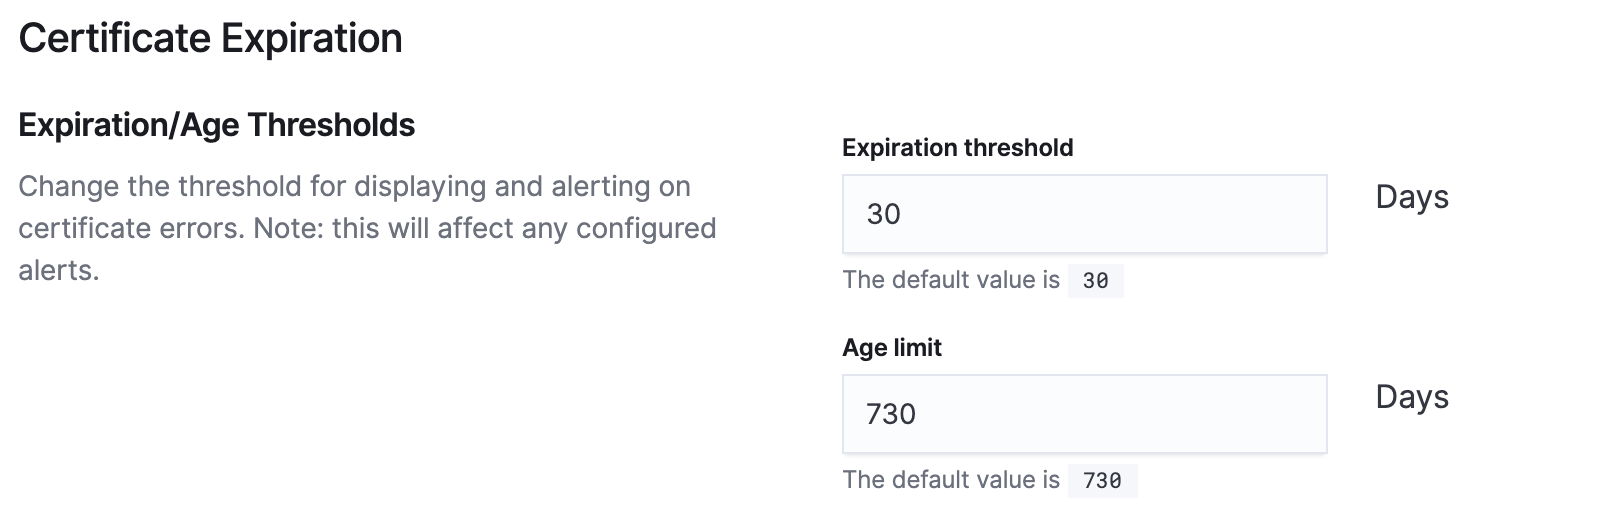 Certificate Expiration
Expiration/Age Thresholds
Change the threshold for displaying and alerting on
certificate errors. Note: this will affect any configured
alerts.
Expiration threshold
30 Days
The default value is 30
Age limit
730 Days
The default value is 730